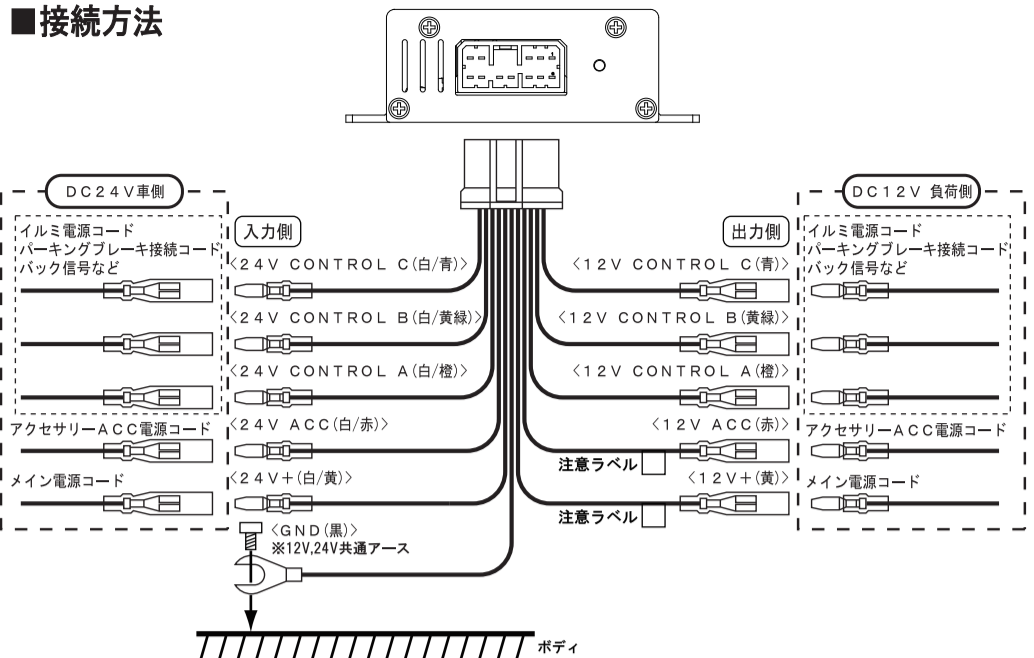 ■接続方法
DC24V車側
イルミ電源コード
パーキングブレーキ接続コード
バック信号など
アクセサリーACC電源コード
メイン電源コード
入力側
〈24V CONTROL C(白/青)〉
〈24V CONTROL B(白/黄緑)〉
〈24V CONTROL A(白/橙)〉
〈24V ACC(白/赤)〉
〈24V+(白/黄)〉
〈GND(黒)〉
※12V,24V共通アース
ボディ
出力側
〈12V CONTROL C(青)〉
〈12V CONTROL B(黄緑)〉
〈12V CONTROL A(橙)〉
〈12V ACC(赤)〉
注意ラベル
〈12V+(黄)〉
注意ラベル
DC12V 負荷側
イルミ電源コード
パーキングブレーキ接続コード
バック信号など
アクセサリーACC電源コード
メイン電源コード